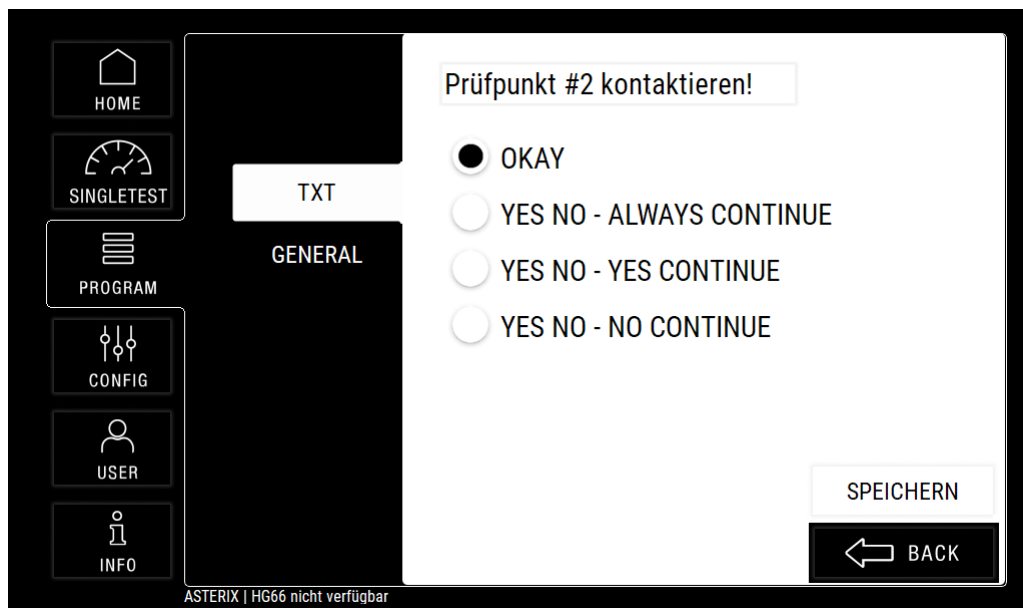 HOME
SINGLETEST
PROGRAM
CONFIG
USER
INFO
TXT
GENERAL
Prüfpunkt #2 kontaktieren!
OKAY
YES NO - ALWAYS CONTINUE
YES NO - YES CONTINUE
YES NO - NO CONTINUE
SPEICHERN
BACK
ASTERIX | HG66 nicht verfügbar